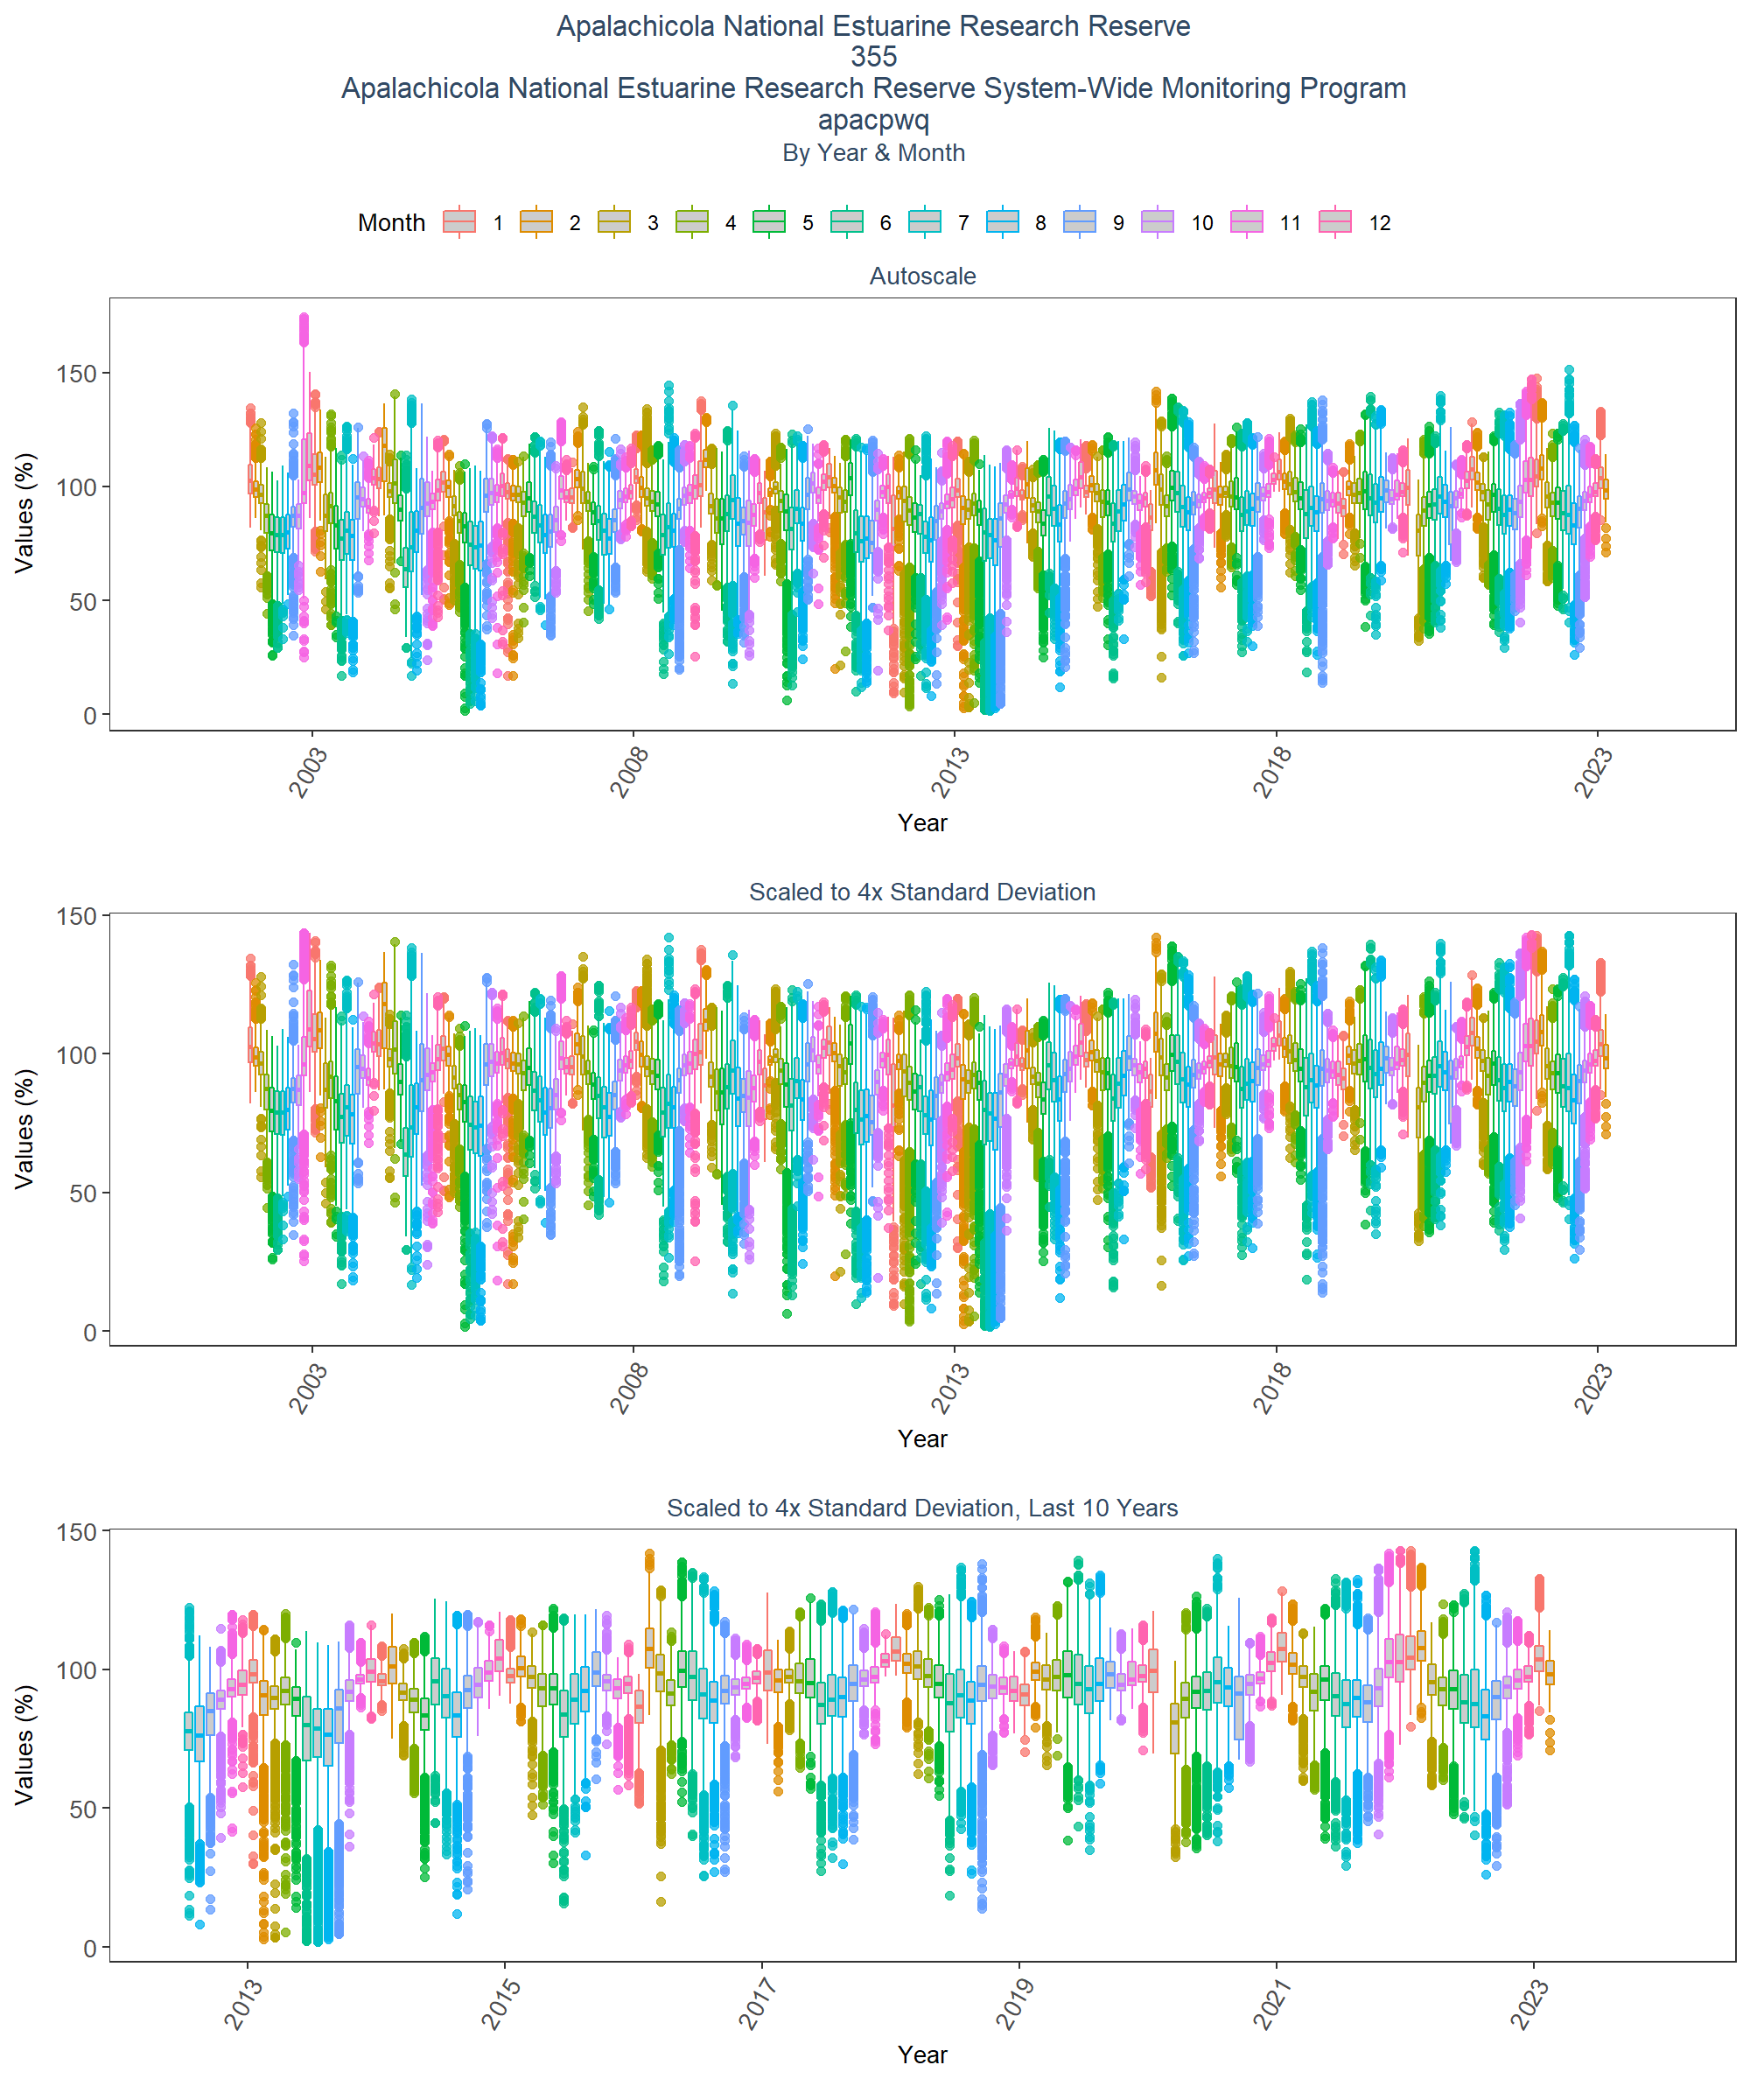 Apalachicola National Estuarine Research Reserve
355
Apalachicola National Estuarine Research Reserve System-Wide Monitoring Program
apacpwq
By Year & Month
Month 1 2 3 4 5 6 7 8 9 10 11 12
Autoscale
Values (%)
150
100
50
0
2003 2008 2013 2018 2023
Year
Scaled to 4x Standard Deviation
Values (%)
150
100
50
0
2003 2008 2013 2018 2023
Year
Scaled to 4x Standard Deviation, Last 10 Years
Values (%)
150
100
50
0
2013 2015 2017 2019 2021 2023
Year